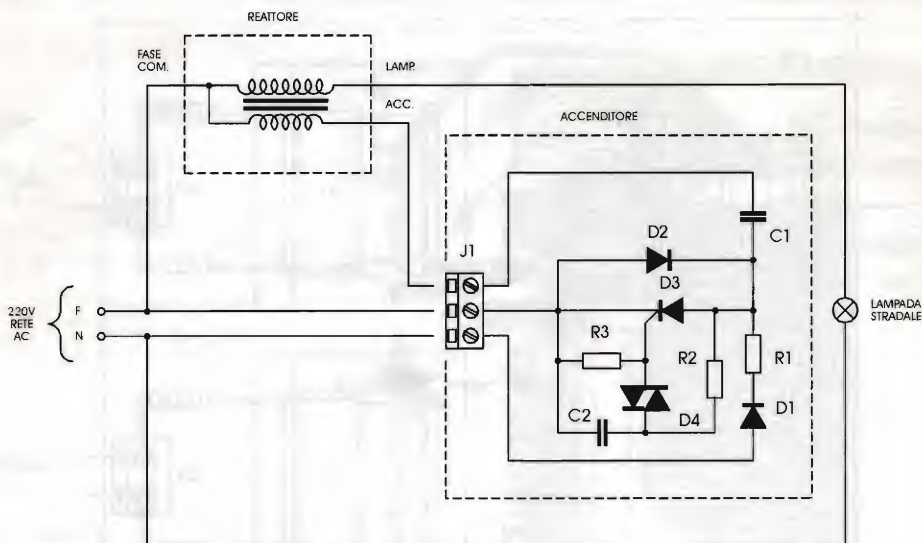 REATTORE
FASE
COM.
LAMP.
ACC.
ACCENDITORE
C1
D2
J1
D3
220V
RETE
AC
F
N
LAMPADA
STRADALE
R3
R2
R1
C2
D4
D1